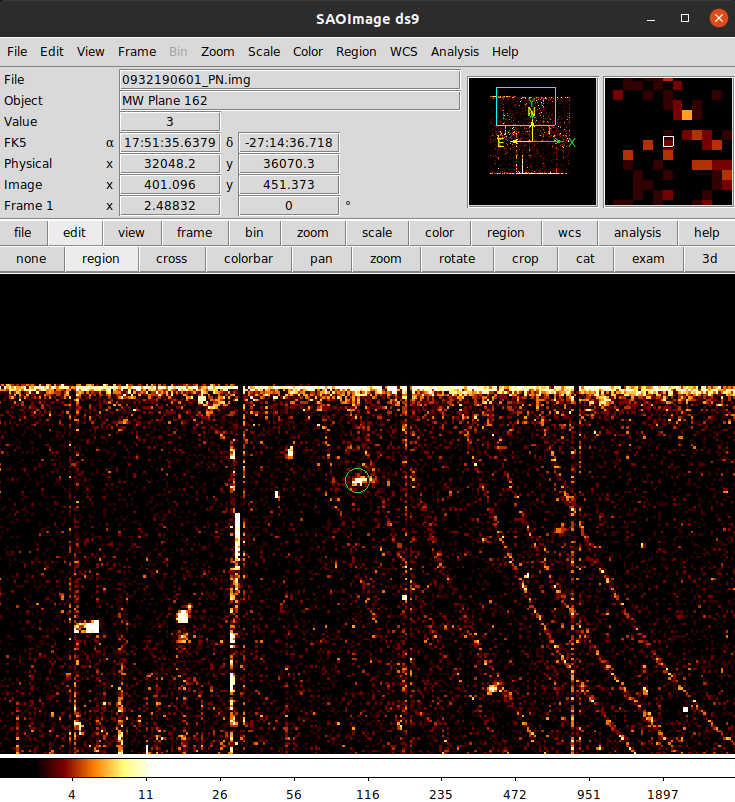 SAOImage ds9
File Edit View Frame Bin Zoom Scale Color Region WCS Analysis Help
File 0932190601_PN.img
Object MW Plane 162
Value 3
FK5 α 17:51:35.6379 δ -27:14:36.718
Physical x 32048.2 y 36070.3
Image x 401.096 y 451.373
Frame 1 x 2.48832 0 °
Y
N
E X
file edit view frame bin zoom scale color region wcs analysis help
none region cross colorbar pan zoom rotate crop cat exam 3d
4 11 26 56 116 235 472 951 1897